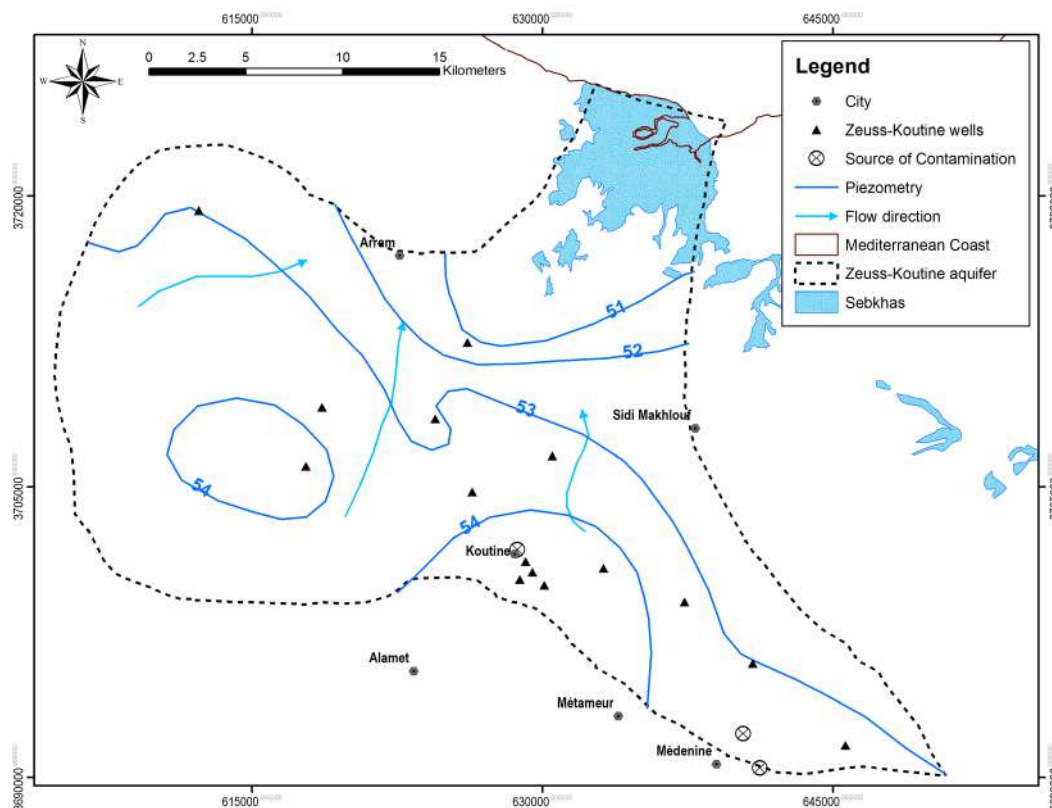 615000 630000 645000
N
W E
S
0 2.5 5 10 15
Kilometers
Legend
City
Zeuss-Koutine wells
Source of Contamination
Piezometry
Flow direction
Mediterranean Coast
Zeuss-Koutine aquifer
Sebkhas
3720000
Arram
51
52
53
Sidi Makhlouf
54
3705000
54
Koutine
Alamet
Métameur
Médenine
3690000
615000 630000 645000